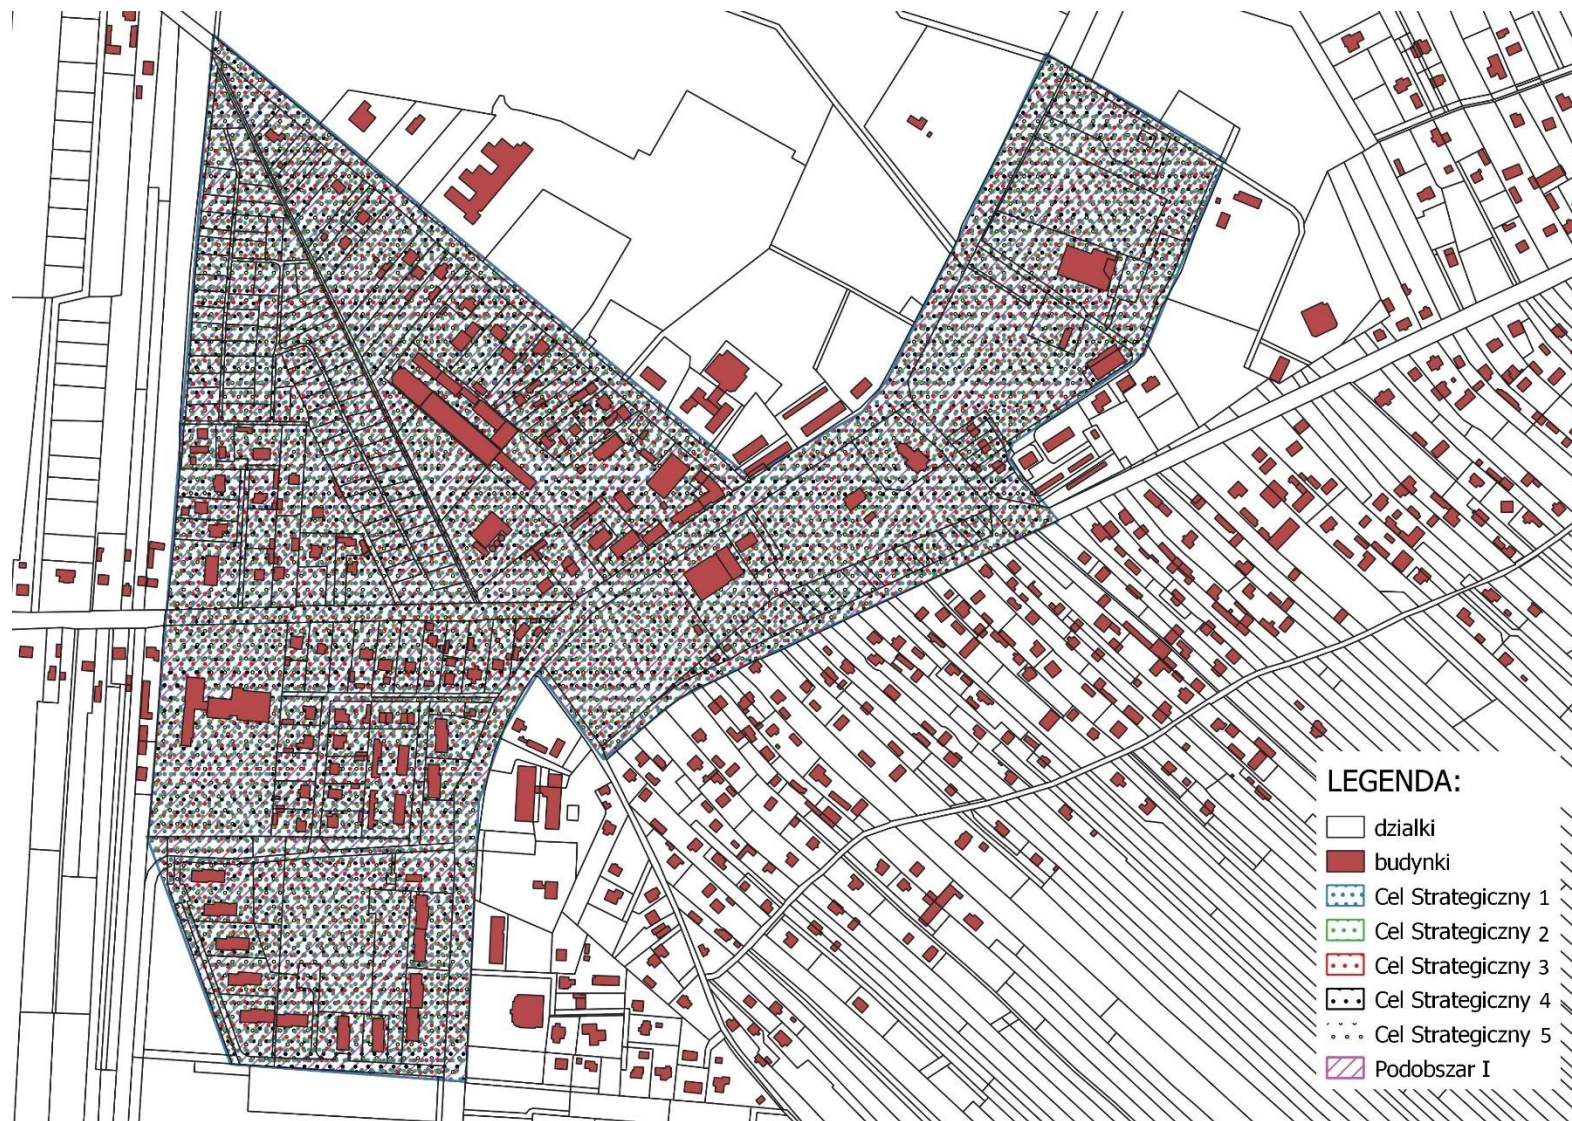 LEGENDA:
dzialki
budynki
Cel Strategiczny 1
Cel Strategiczny 2
Cel Strategiczny 3
Cel Strategiczny 4
Cel Strategiczny 5
Podobszar I